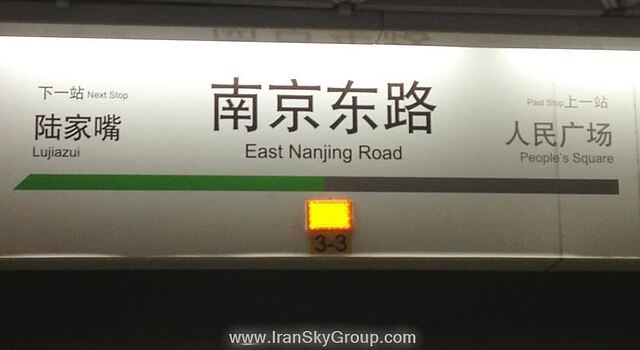 下一站 Next Stop
陆家嘴
Lujiazui
南京东路
East Nanjing Road
Past Stop 上一站
人民广场
People's Square
3-3
www.IranSkyGroup.com